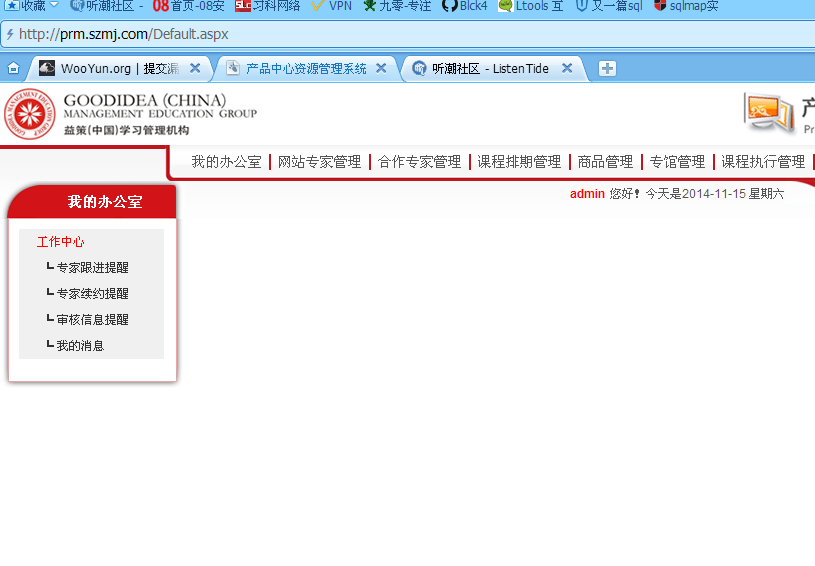 收藏 听潮社区 - 08首页-08安 SLC 习科网络 VPN 九零-专注 Blck4 Ltools 互 又一篇sql sqlmap实
http://prm.szmj.com/Default.aspx
WooYun.org | 提交漏 产品中心资源管理系统 听潮社区 - ListenTide
GOODIDEA (CHINA)
MANAGEMENT EDUCATION GROUP
益策(中国)学习管理机构
产
Pr
我的办公室 网站专家管理 合作专家管理 课程排期管理 商品管理 专馆管理 课程执行管理
admin 您好! 今天是2014-11-15 星期六
我的办公室
工作中心
专家跟进提醒
专家续约提醒
审核信息提醒
我的消息